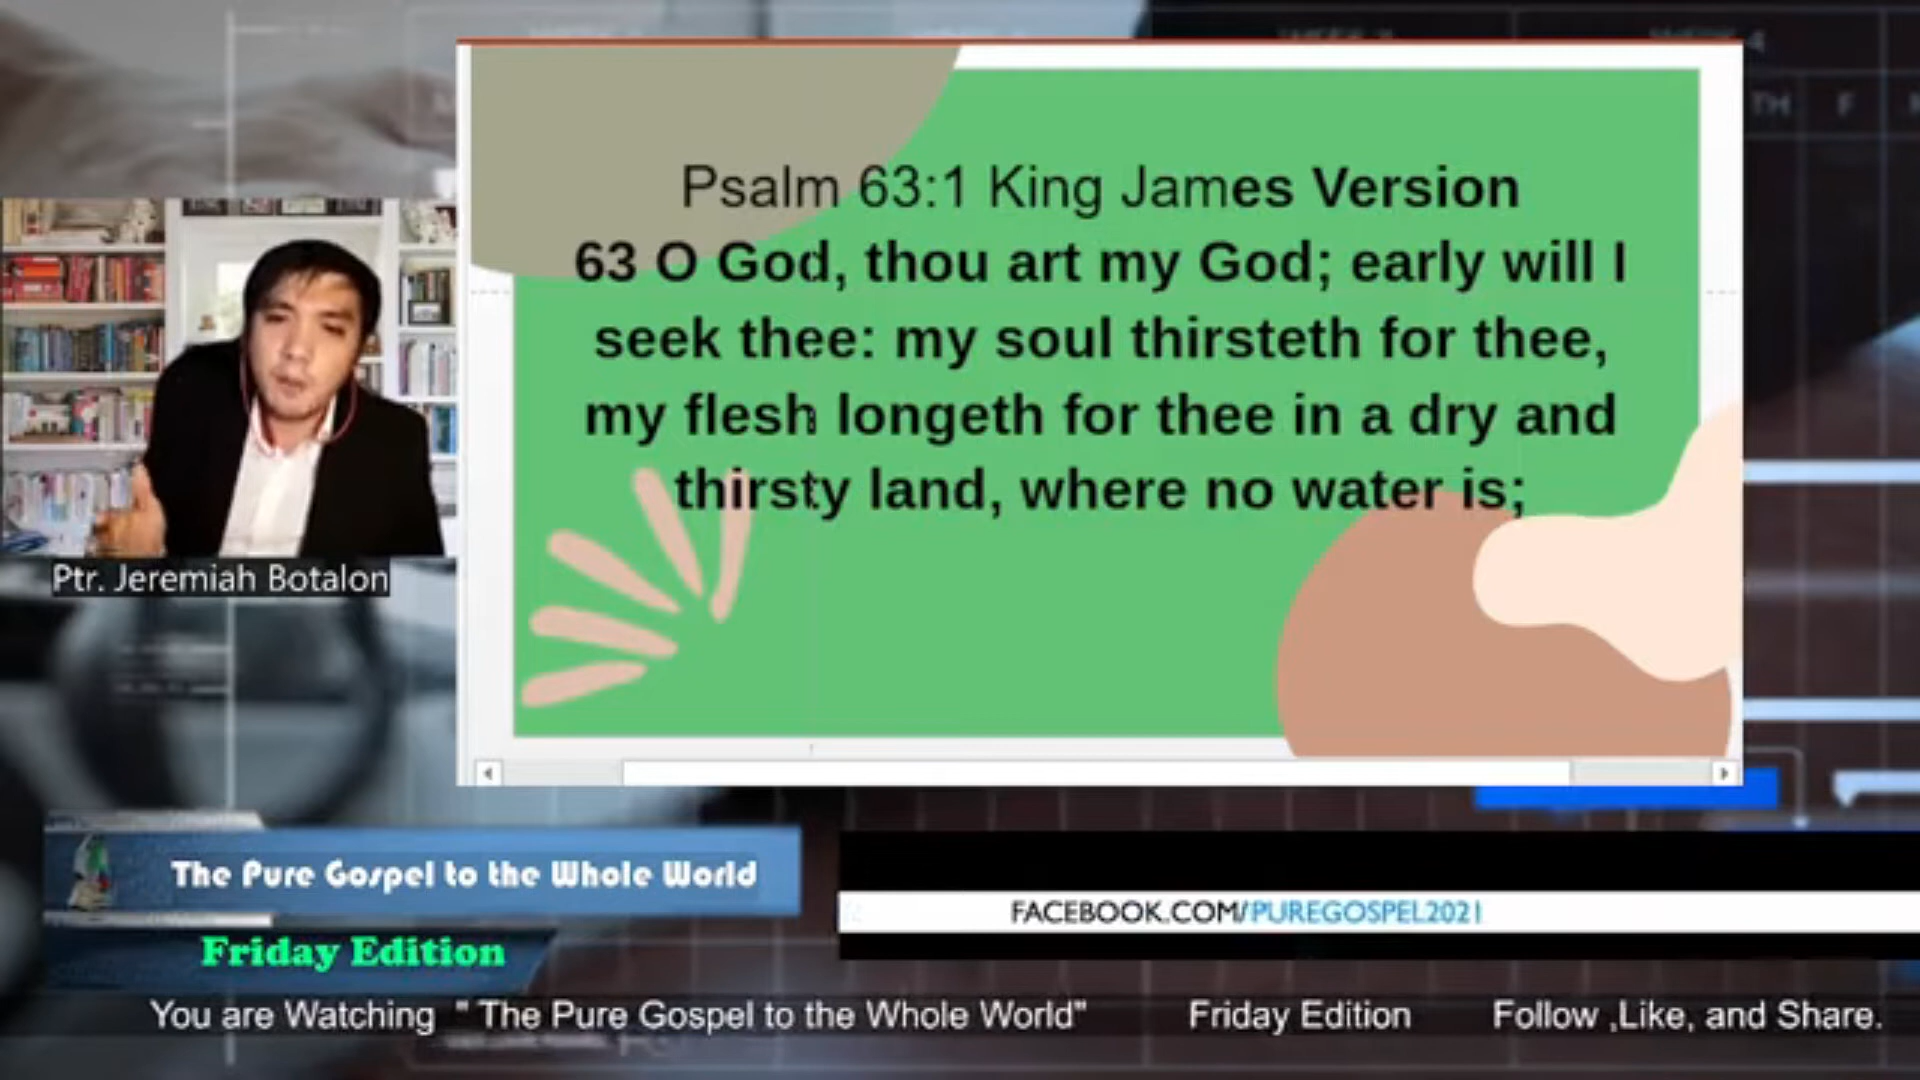 Psalm 63:1 King James Version
63 O God, thou art my God; early will I
seek thee: my soul thirsteth for thee,
my flesh longeth for thee in a dry and
thirsty land, where no water is;
Ptr. Jeremiah Botalon
The Pure Gospel to the Whole World
FACEBOOK.COM/PUREGOSPEL2021
Friday Edition
You are Watching " The Pure Gospel to the Whole World" Friday Edition Follow ,Like, and Share.
TH F